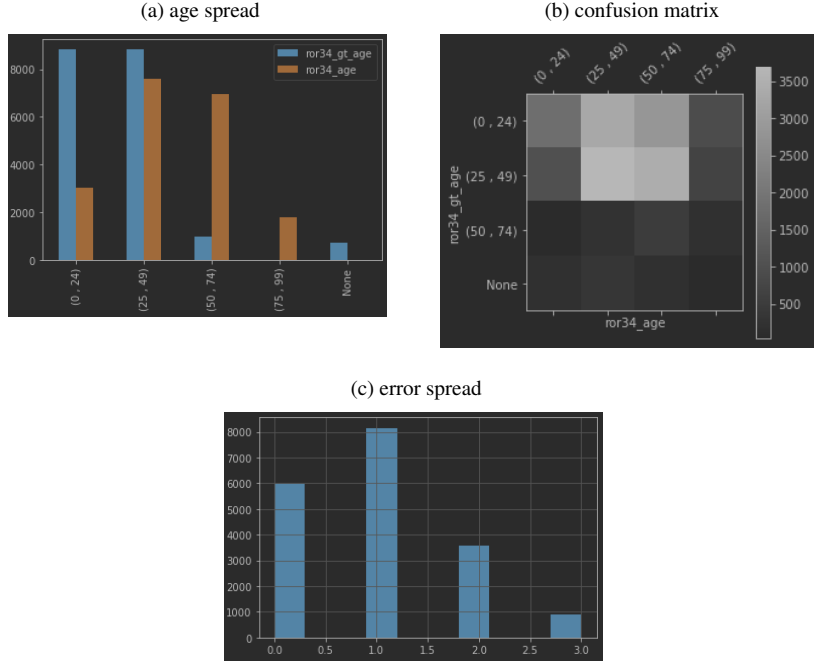 (a) age spread
8000
6000
4000
2000
0
ror34_gt_age
ror34_age
(0 , 24)
(25 , 49)
(50 , 74)
(75 , 99)
None
(b) confusion matrix
(0 , 24)
(25 , 49)
(50 , 74)
(75 , 99)
ror34_gt_age
(0 , 24)
(25 , 49)
(50 , 74)
None
ror34_age
3500
3000
2500
2000
1500
1000
500
(c) error spread
8000
7000
6000
5000
4000
3000
2000
1000
0
0.0 0.5 1.0 1.5 2.0 2.5 3.0